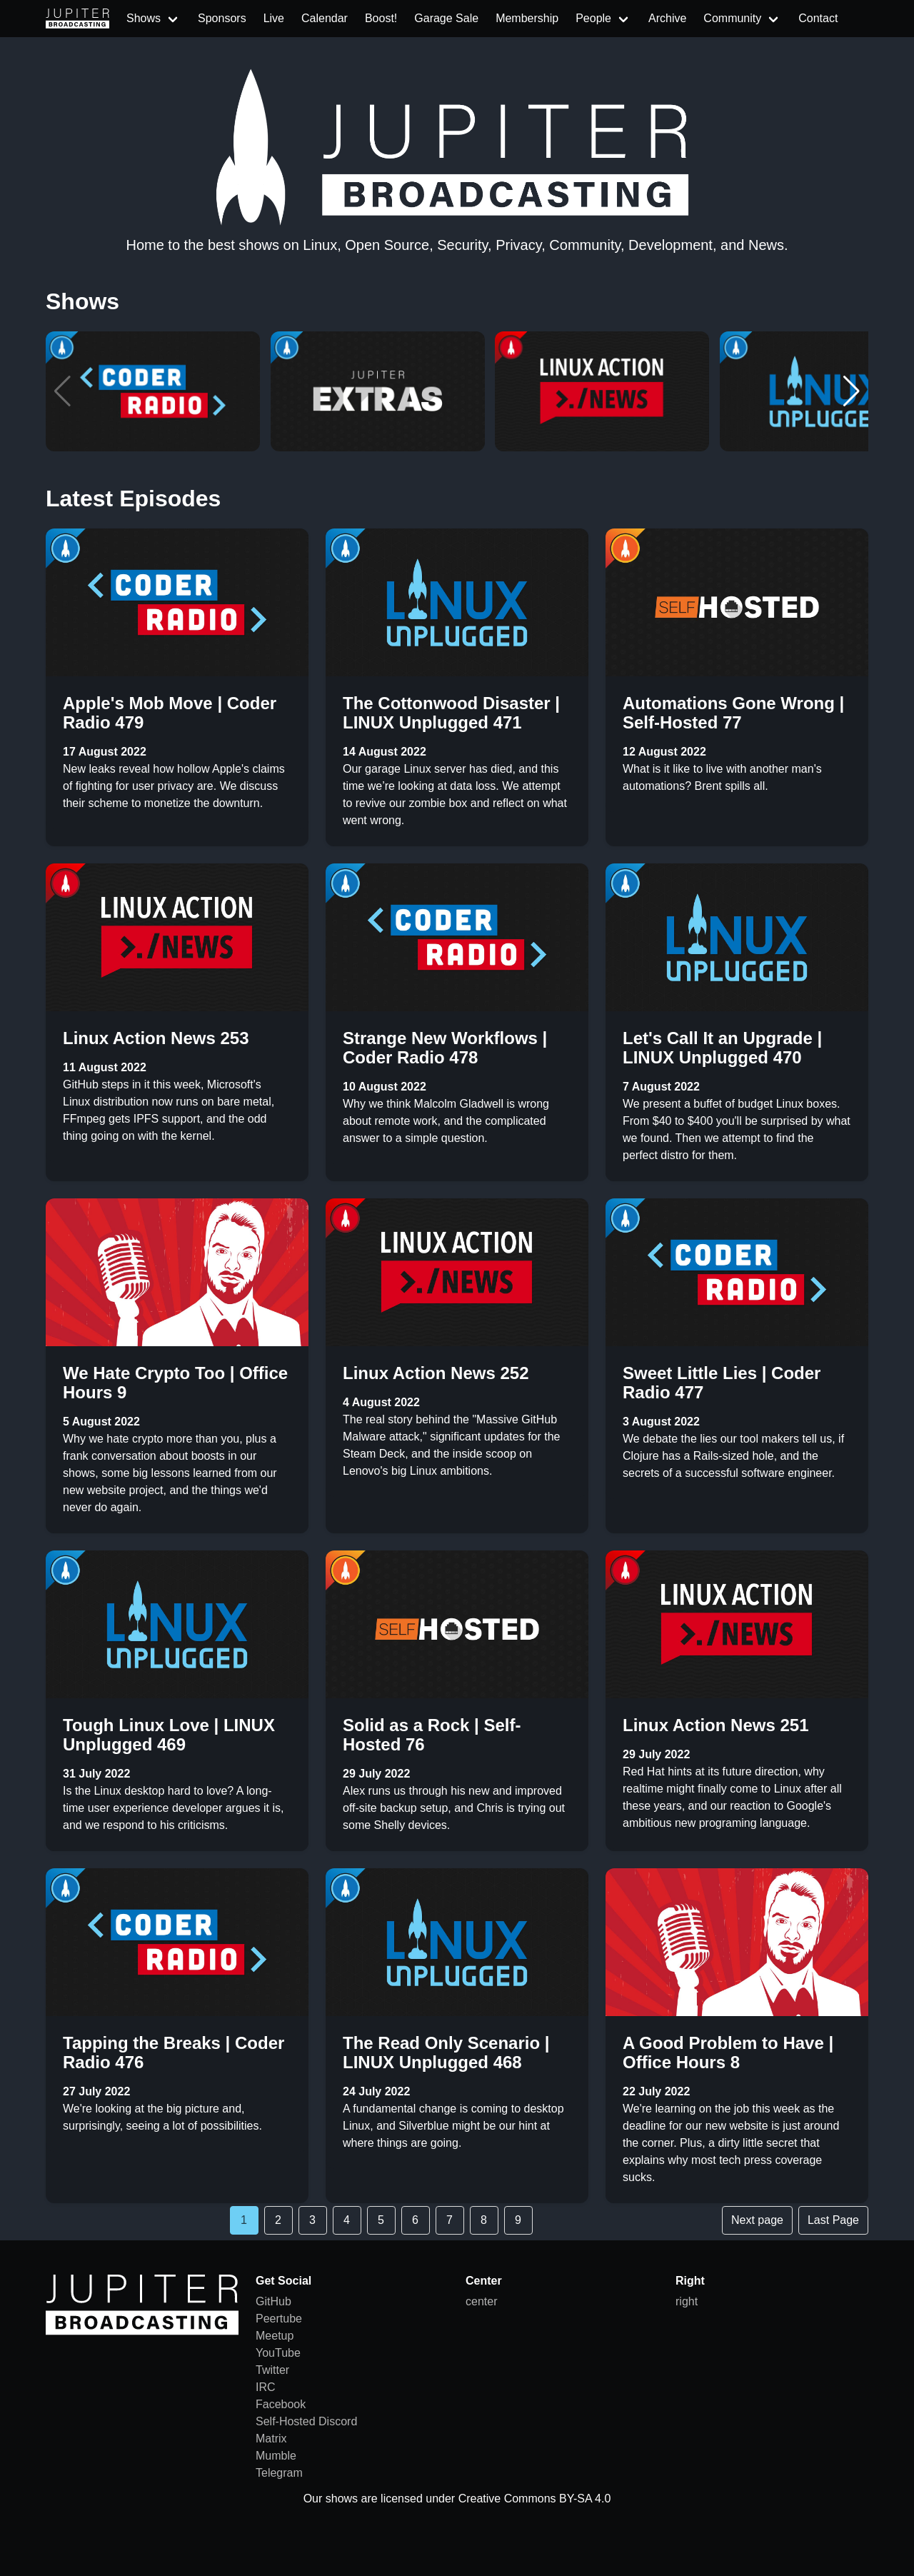 JUPITER
BROADCASTING
Shows Sponsors Live Calendar Boost! Garage Sale Membership People Archive Community Contact
JUPITER
BROADCASTING
Home to the best shows on Linux, Open Source, Security, Privacy, Community, Development, and News.
Shows
CODER
RADIO
JUPITER
EXTRAS
LINUX ACTION
>./NEWS
LINUX
UNPLUGGED
Latest Episodes
CODER
RADIO
Apple's Mob Move | Coder
Radio 479
17 August 2022
New leaks reveal how hollow Apple's claims
of fighting for user privacy are. We discuss
their scheme to monetize the downturn.
LINUX
UNPLUGGED
The Cottonwood Disaster |
LINUX Unplugged 471
14 August 2022
Our garage Linux server has died, and this
time we're looking at data loss. We attempt
to revive our zombie box and reflect on what
went wrong.
SELF HOSTED
Automations Gone Wrong |
Self-Hosted 77
12 August 2022
What is it like to live with another man's
automations? Brent spills all.
LINUX ACTION
>./NEWS
Linux Action News 253
11 August 2022
GitHub steps in it this week, Microsoft's
Linux distribution now runs on bare metal,
FFmpeg gets IPFS support, and the odd
thing going on with the kernel.
CODER
RADIO
Strange New Workflows |
Coder Radio 478
10 August 2022
Why we think Malcolm Gladwell is wrong
about remote work, and the complicated
answer to a simple question.
LINUX
UNPLUGGED
Let's Call It an Upgrade |
LINUX Unplugged 470
7 August 2022
We present a buffet of budget Linux boxes.
From $40 to $400 you'll be surprised by what
we found. Then we attempt to find the
perfect distro for them.
We Hate Crypto Too | Office
Hours 9
5 August 2022
Why we hate crypto more than you, plus a
frank conversation about boosts in our
shows, some big lessons learned from our
new website project, and the things we'd
never do again.
LINUX ACTION
>./NEWS
Linux Action News 252
4 August 2022
The real story behind the "Massive GitHub
Malware attack," significant updates for the
Steam Deck, and the inside scoop on
Lenovo's big Linux ambitions.
CODER
RADIO
Sweet Little Lies | Coder
Radio 477
3 August 2022
We debate the lies our tool makers tell us, if
Clojure has a Rails-sized hole, and the
secrets of a successful software engineer.
LINUX
UNPLUGGED
Tough Linux Love | LINUX
Unplugged 469
31 July 2022
Is the Linux desktop hard to love? A long-
time user experience developer argues it is,
and we respond to his criticisms.
SELF HOSTED
Solid as a Rock | Self-
Hosted 76
29 July 2022
Alex runs us through his new and improved
off-site backup setup, and Chris is trying out
some Shelly devices.
LINUX ACTION
>./NEWS
Linux Action News 251
29 July 2022
Red Hat hints at its future direction, why
realtime might finally come to Linux after all
these years, and our reaction to Google's
ambitious new programing language.
CODER
RADIO
Tapping the Breaks | Coder
Radio 476
27 July 2022
We're looking at the big picture and,
surprisingly, seeing a lot of possibilities.
LINUX
UNPLUGGED
The Read Only Scenario |
LINUX Unplugged 468
24 July 2022
A fundamental change is coming to desktop
Linux, and Silverblue might be our hint at
where things are going.
A Good Problem to Have |
Office Hours 8
22 July 2022
We're learning on the job this week as the
deadline for our new website is just around
the corner. Plus, a dirty little secret that
explains why most tech press coverage
sucks.
1 2 3 4 5 6 7 8 9 Next page Last Page
JUPITER
BROADCASTING
Get Social
GitHub
Peertube
Meetup
YouTube
Twitter
IRC
Facebook
Self-Hosted Discord
Matrix
Mumble
Telegram
Center
center
Right
right
Our shows are licensed under Creative Commons BY-SA 4.0